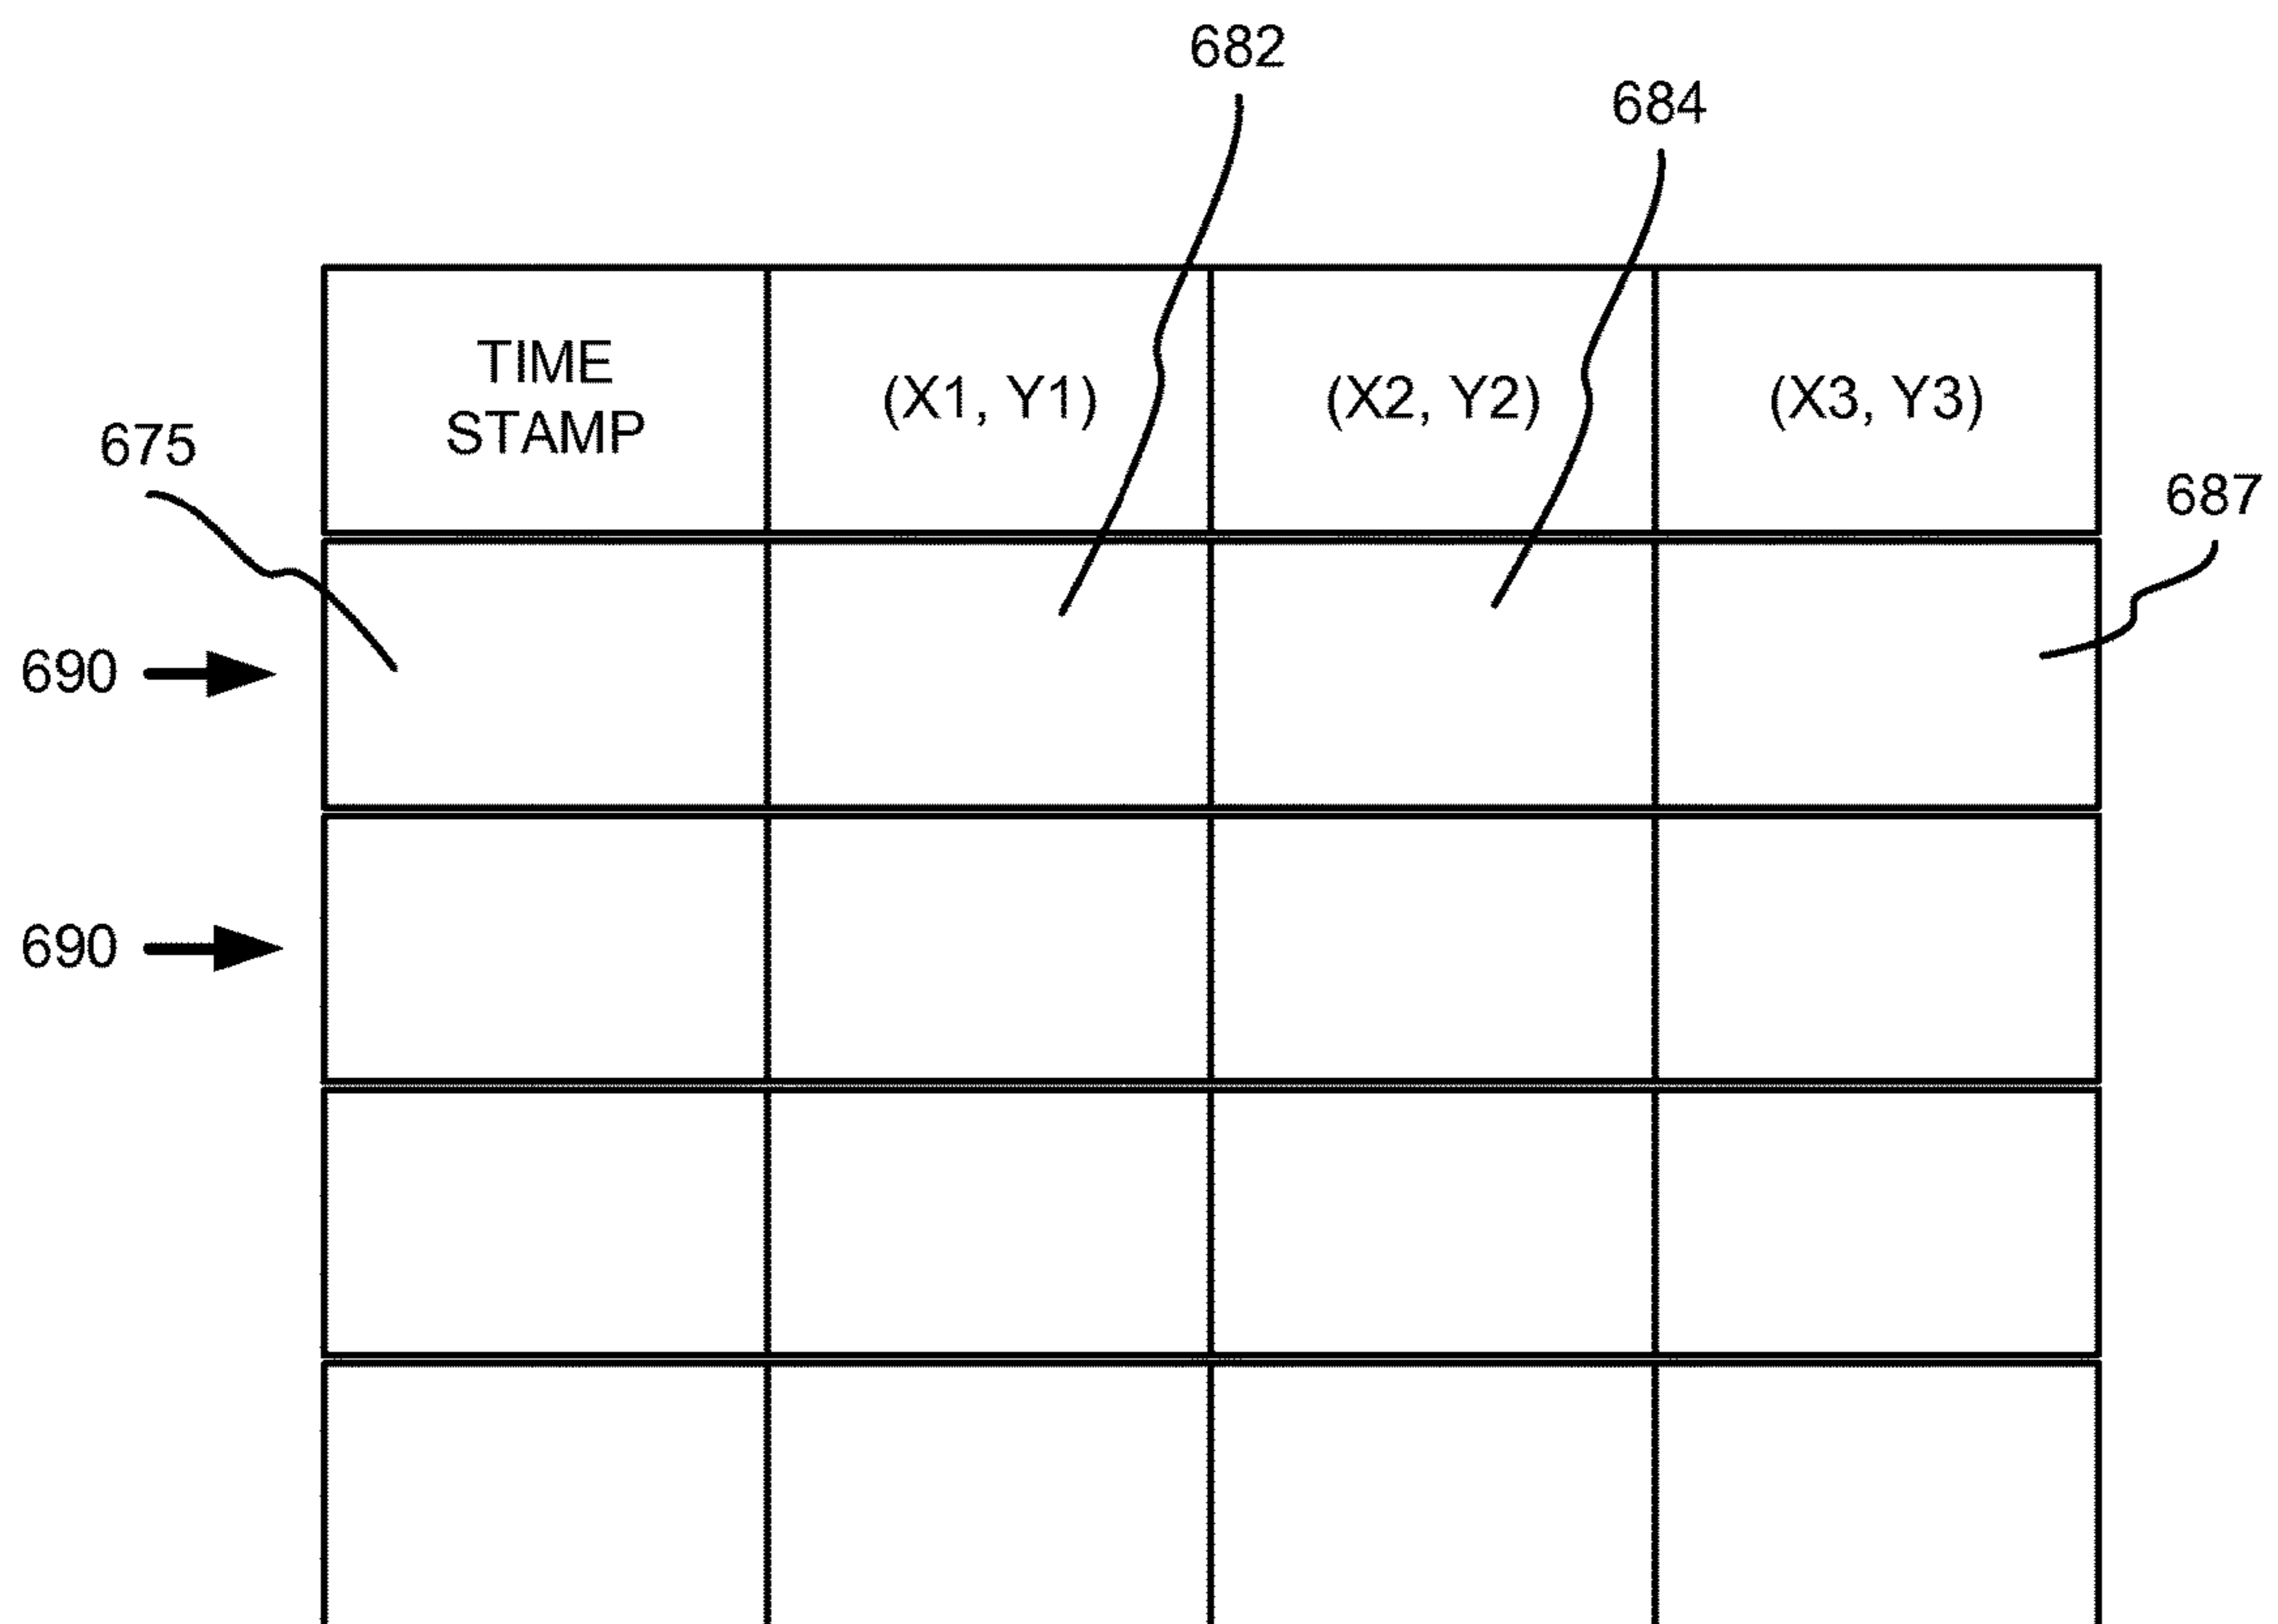 682
684
TIME
STAMP
(X1, Y1)
(X2, Y2)
(X3, Y3)
675
687
690
690